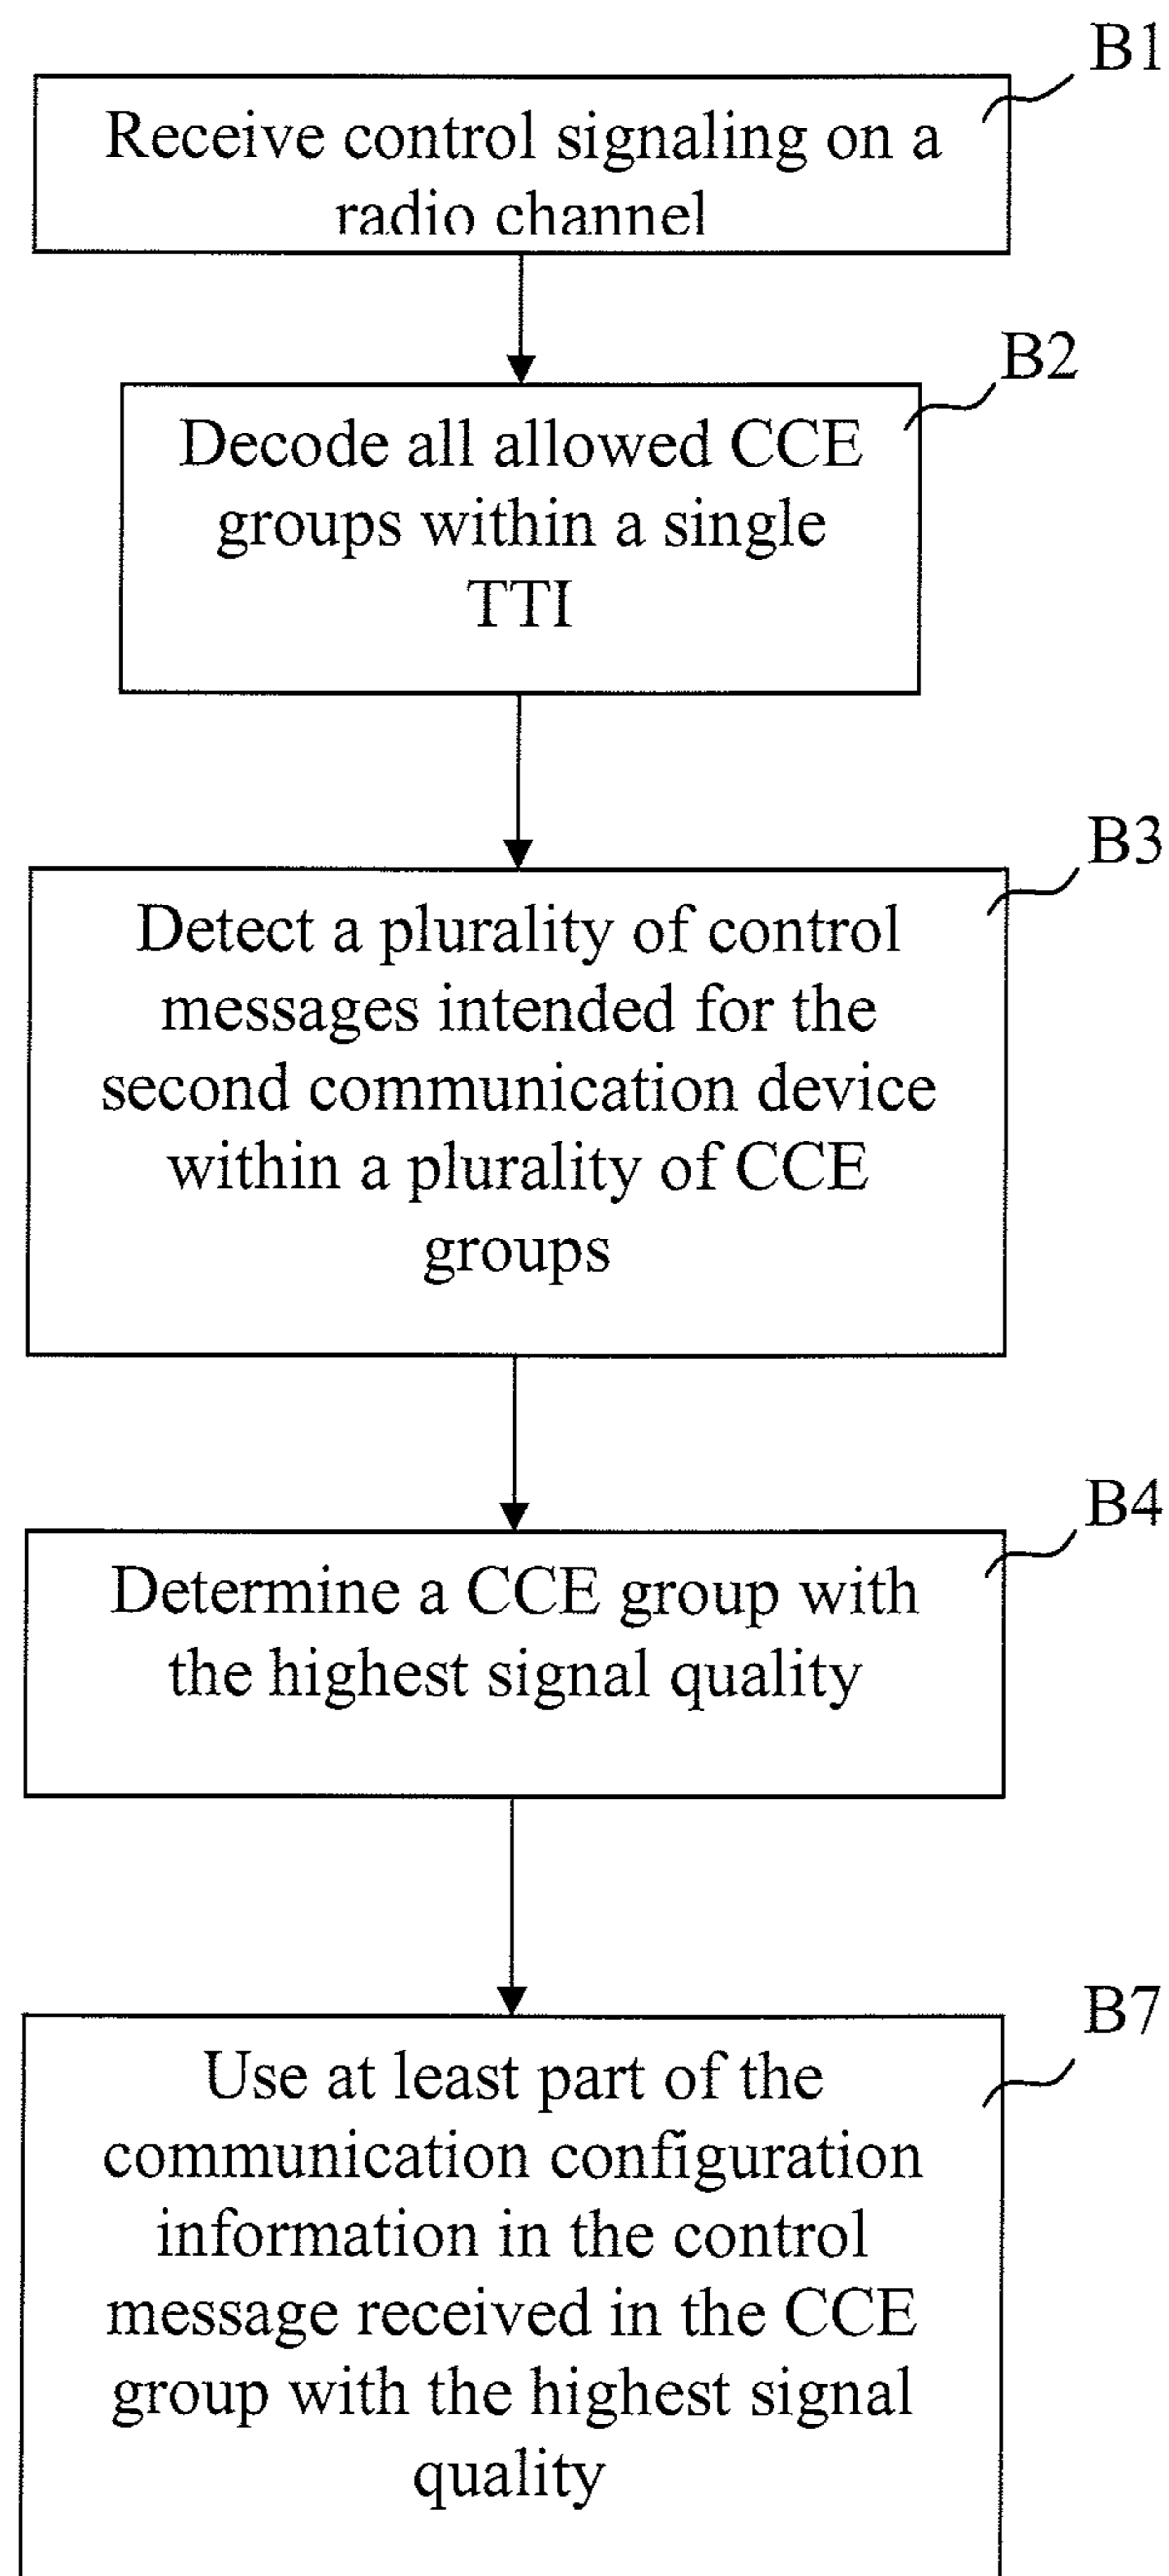 B1
Receive control signaling on a
radio channel
B2
Decode all allowed CCE
groups within a single
TTI
B3
Detect a plurality of control
messages intended for the
second communication device
within a plurality of CCE
groups
B4
Determine a CCE group with
the highest signal quality
B7
Use at least part of the
communication configuration
information in the control
message received in the CCE
group with the highest signal
quality